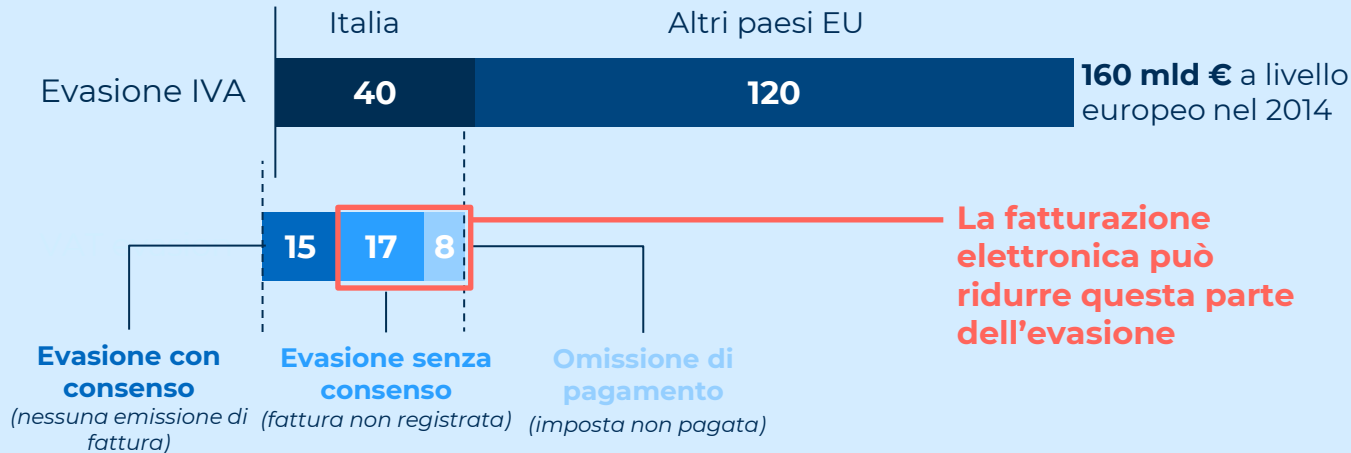 Italia
Altri paesi EU
Evasione IVA
40
120
160 mld € a livello
europeo nel 2014
15
17
8
La fatturazione
elettronica può
ridurre questa parte
dell’evasione
Evasione con
consenso
(nessuna emissione di
fattura)
Evasione senza
consenso
(fattura non registrata)
Omissione di
pagamento
(imposta non pagata)